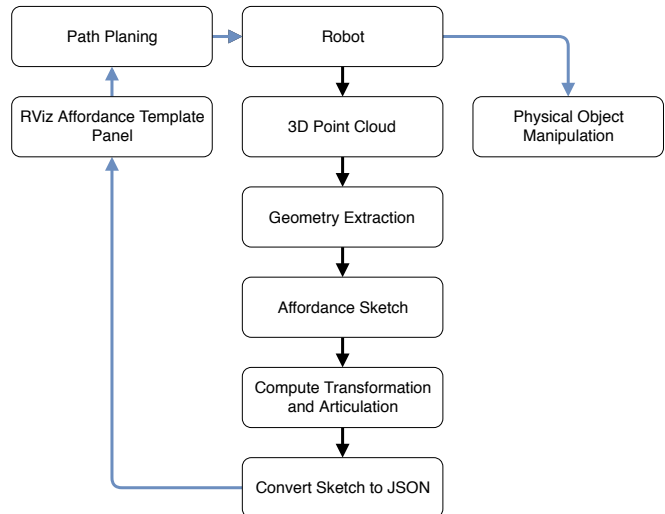 Path Planing
Robot
RViz Affordance Template
Panel
3D Point Cloud
Physical Object
Manipulation
Geometry Extraction
Affordance Sketch
Compute Transformation
and Articulation
Convert Sketch to JSON